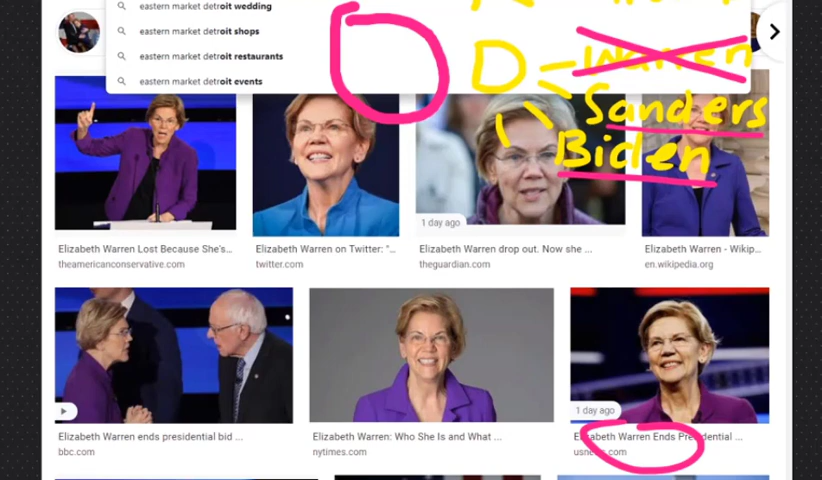 eastern market detroit wedding
eastern market detroit shops
eastern market detroit restaurants
eastern market detroit events
D
Warren
Sanders
Biden
1 day ago
Elizabeth Warren Lost Because She's...
theamericanconservative.com
Elizabeth Warren on Twitter: "...
twitter.com
Elizabeth Warren drop out. Now she ...
theguardian.com
Elizabeth Warren - Wikip...
en.wikipedia.org
1 day ago
Elizabeth Warren ends presidential bid ...
bbc.com
Elizabeth Warren: Who She Is and What ...
nytimes.com
Elizabeth Warren Ends Presidential ...
usnews.com